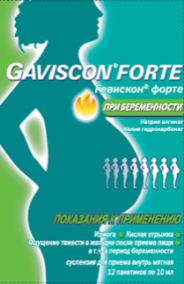 GAVISCON® FORTE
Гевискон® форте
ПРИ БЕРЕМЕННОСТИ
Натрия алгинат
Калия гидрокарбонат
ПОКАЗАНИЯ К ПРИМЕНЕНИЮ
Изжога • Кислая отрыжка •
Ощущение тяжести в желудке после приема пищи •
в т.ч. в период беременности
суспензия для приема внутрь мятная
12 пакетиков по 10 мл